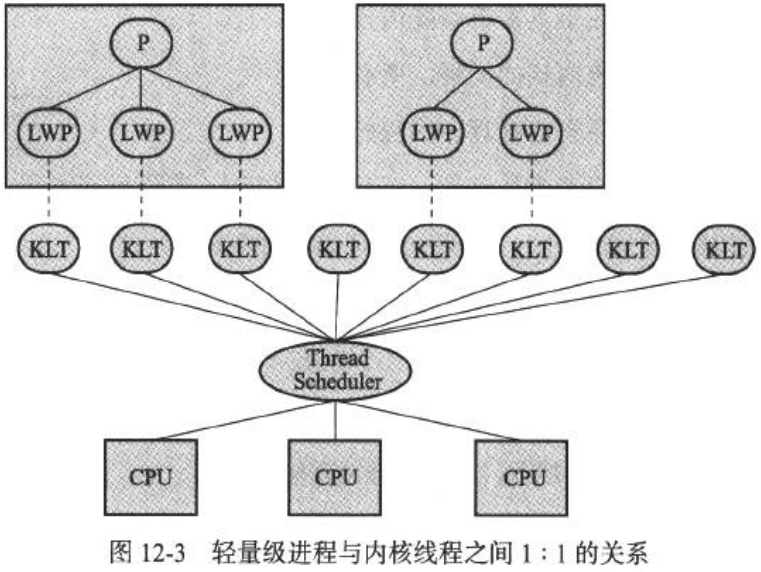 P P
LWP LWP LWP LWP LWP
KLT KLT KLT KLT KLT KLT KLT KLT
Thread
Scheduler
CPU CPU CPU
图 12-3 轻量级进程与内核线程之间 1：1 的关系